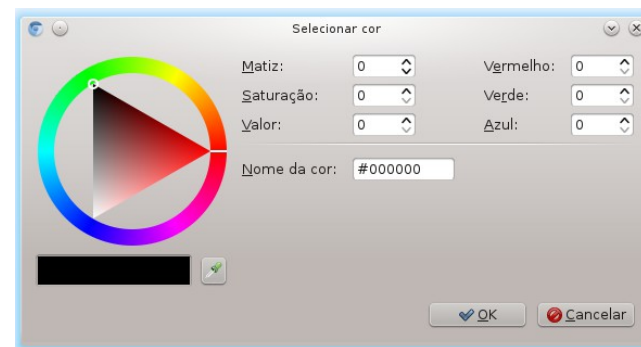 Selecionar cor
Matiz: 0 Vermelho: 0
Saturação: 0 Verde: 0
Valor: 0 Azul: 0
Nome da cor: #000000
OK Cancelar